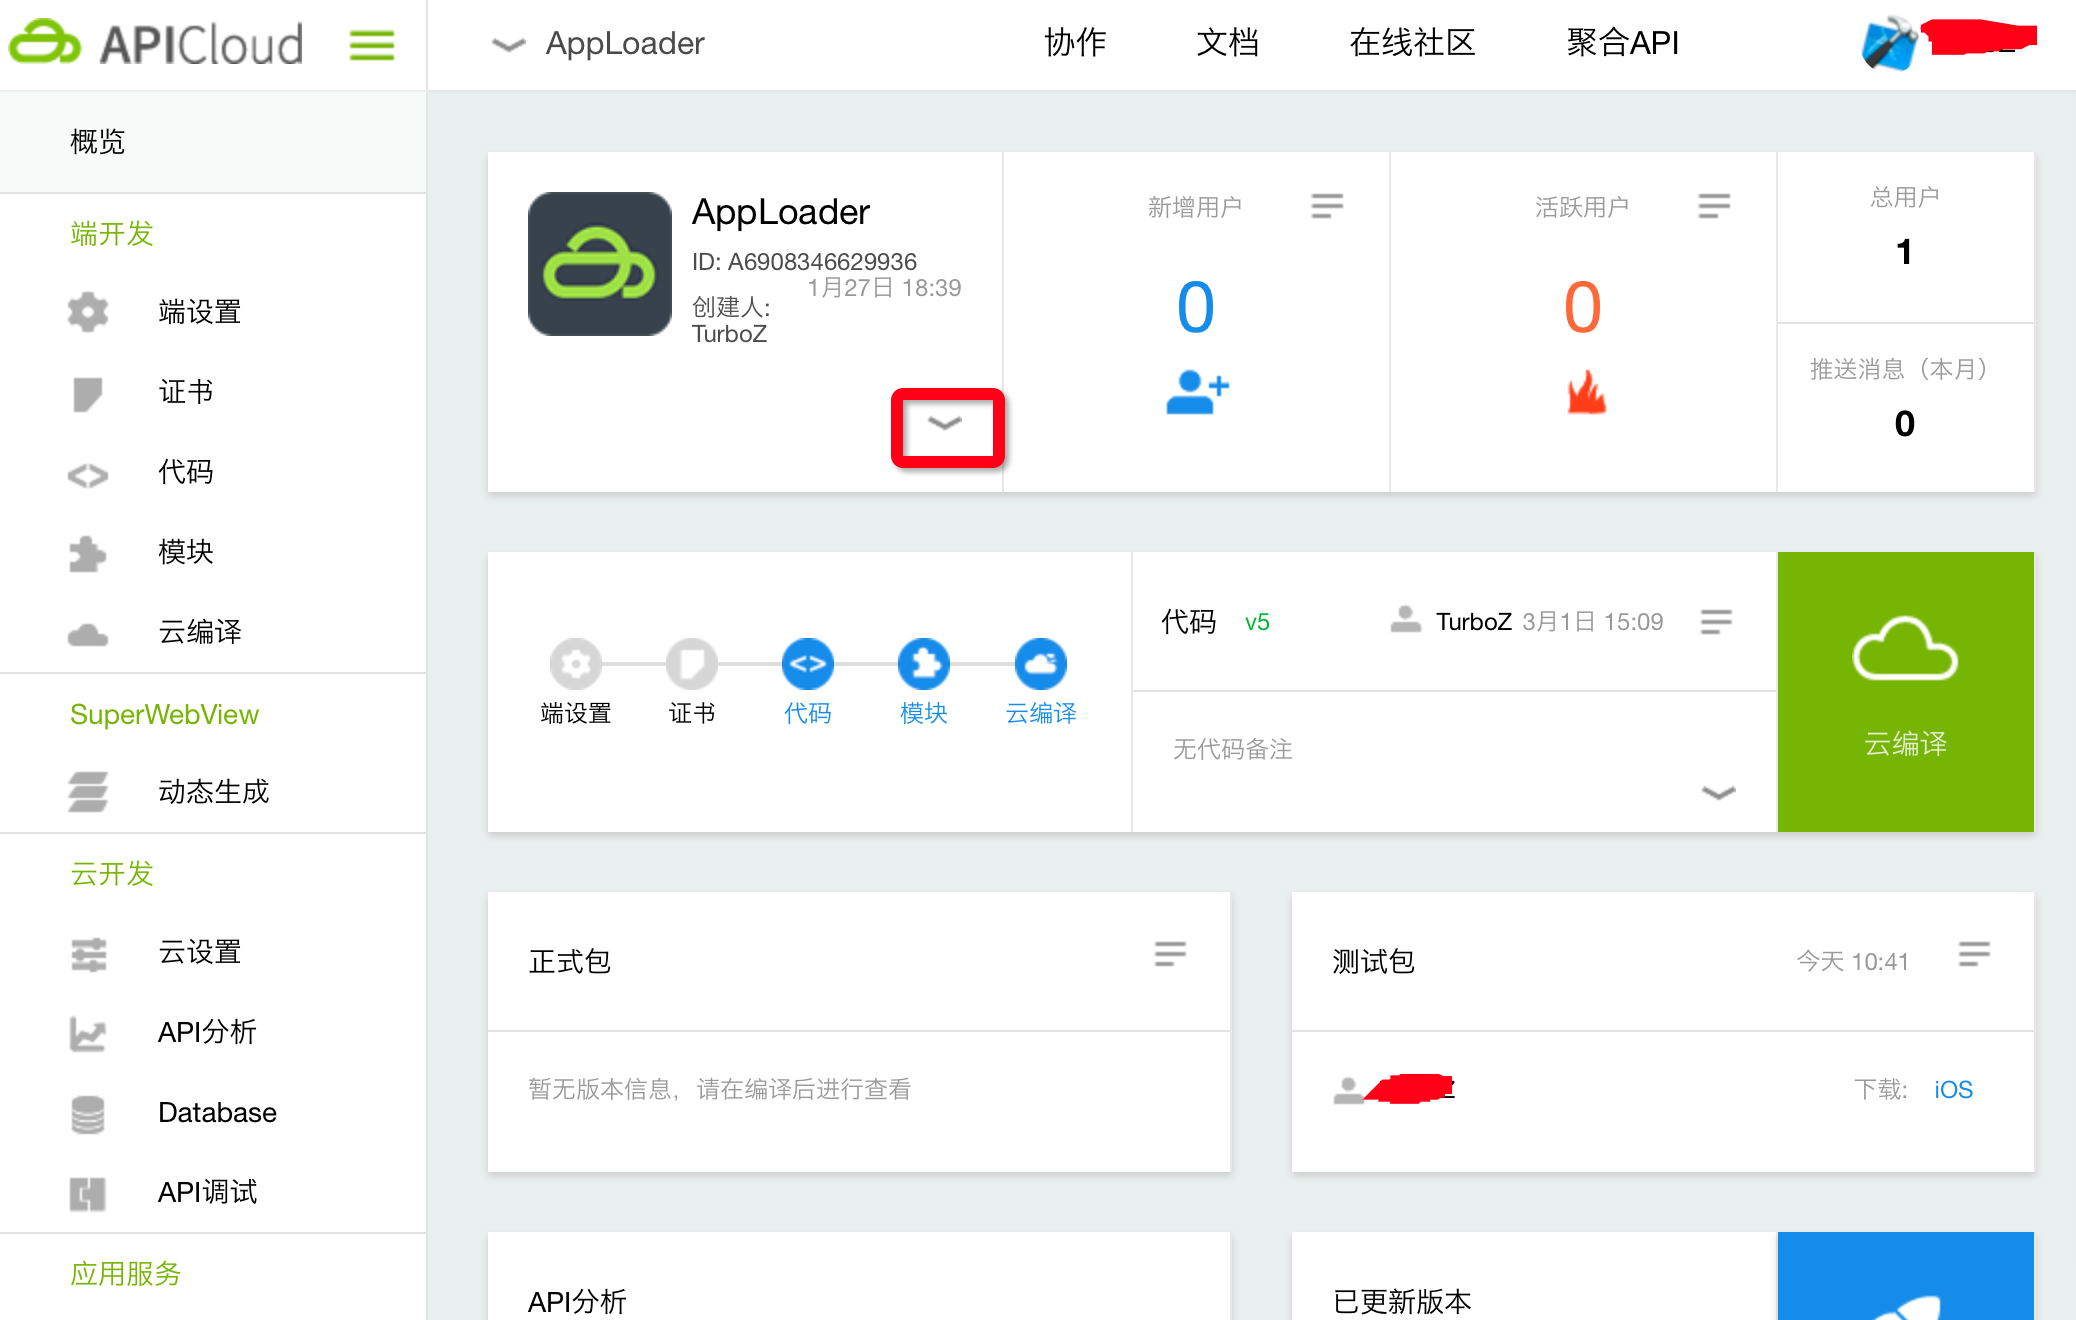 APICloud
AppLoader
协作
文档
在线社区
聚合API
概览
端开发
端设置
证书
代码
模块
云编译
SuperWebView
动态生成
云开发
云设置
API分析
Database
API调试
应用服务
AppLoader
ID: A6908346629936
1月27日 18:39
创建人:
TurboZ
新增用户
0
活跃用户
0
总用户
1
推送消息（本月）
0
端设置
证书
代码
模块
云编译
代码 v5
TurboZ 3月1日 15:09
无代码备注
云编译
正式包
暂无版本信息，请在编译后进行查看
测试包
今天 10:41
下载: iOS
API分析
已更新版本